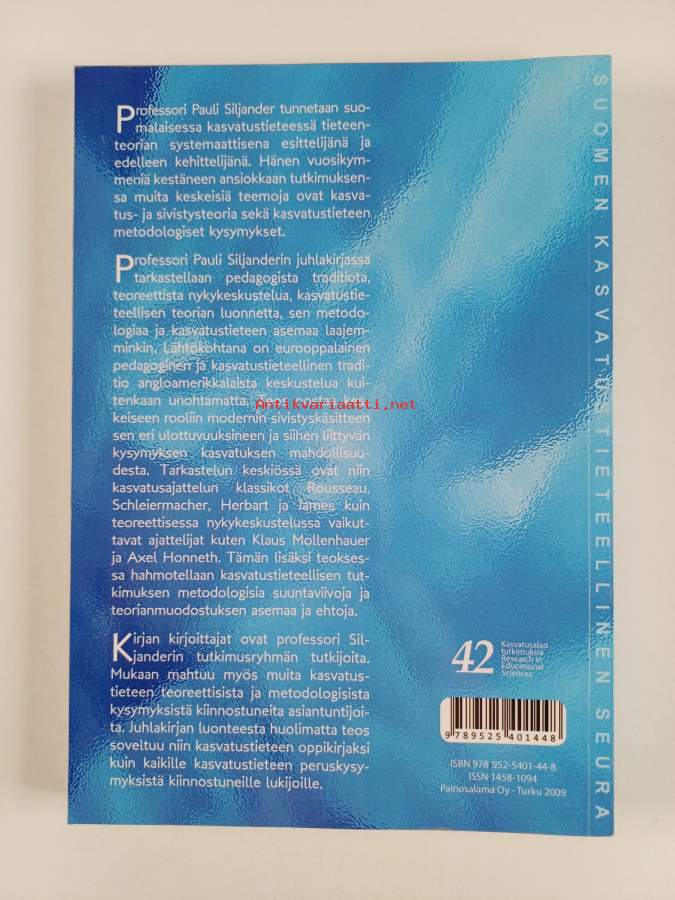 Professori Pauli Siljander tunnetaan suo-
malaisessa kasvatustieteessä tieteen-
teorian systemaattisena esittelijänä ja
edelleen kehittelijänä. Hänen vuosikym-
meniä kestäneen ansiokkaan tutkimuksen-
sa muita keskeisiä teemoja ovat kasva-
tus- ja sivistysteoria sekä kasvatustieteen
metodologiset kysymykset.
Professori Pauli Siljanderin juhlakirjassa
tarkastellaan pedagogista traditiota,
teoreettista nykykeskustelua, kasvatustie-
teellisen teorian luonnetta, sen metodo-
logiaa ja kasvatustieteen asemaa laajem-
minkin. Lähtökohtana on eurooppalainen
pedagoginen ja kasvatustieteellinen tradi-
tio angloamerikkalaista keskustelua kui-
tenkaan unohtamatta.
Antikvariaatti.net
keiseen rooliin modernin sivistyskäsitteen
sen eri ulottuvuuksineen ja siihen liittyvän
kysymyksen kasvatuksen mahdollisuu-
desta. Tarkastelun keskiössä ovat niin
kasvatusajattelun klassikot Rousseau,
Schleiermacher, Herbart ja James kuin
teoreettisessa nykykeskustelussa vaikut-
tavat ajattelijat kuten Klaus Mollenhauer
ja Axel Honneth. Tämän lisäksi teokses-
sa hahmotellaan kasvatustieteellisen tut-
kimuksen metodologisia suuntaviivoja ja
teorianmuodostuksen asemaa ja ehtoja.
Kirjan kirjoittajat ovat professori Sil-
janderin tutkimusryhmän tutkijoita.
Mukaan mahtuu myös muita kasvatus-
tieteen teoreettisista ja metodologisista
kysymyksistä kiinnostuneita asiantuntijoi-
ta. Juhlakirjan luonteesta huolimatta teos
soveltuu niin kasvatustieteen oppikirjaksi
kuin kaikille kasvatustieteen peruskysy-
myksistä kiinnostuneille lukijoille.
42
Kasvatusalan
tutkimuksia
Research in
Educational
Sciences
9 789525 401448
ISBN 978 952-5401-44-8
ISSN 1458-1094
Painosalama Oy - Turku 2009
SUOMEN KASVATUSTIETEELLINEN SEURA